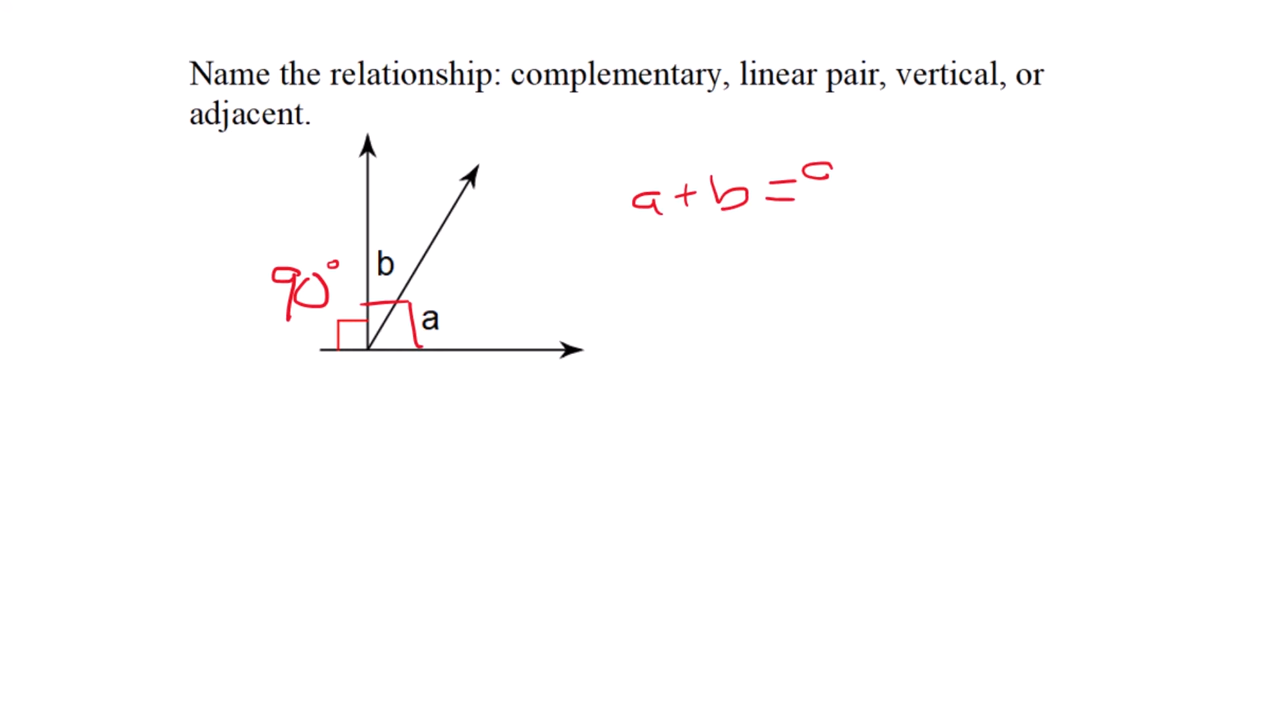 Name the relationship: complementary, linear pair, vertical, or
adjacent.
a + b =
b
90°
a